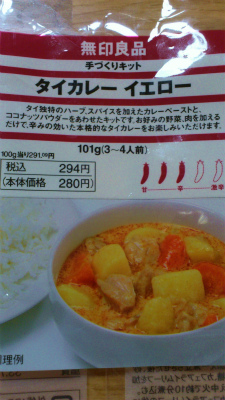 無印良品
手づくりキット
タイカレー イエロー
タイ独特のハーブ、スパイスを加えたカレーペーストと、
ココナッツパウダーをあわせたキットです。お好みの野菜、肉を加える
だけで、辛みの効いた本格的なタイカレーをお楽しみいただけます。
101g(3〜4人前)
100g当り291.09円
税込 294円
(本体価格 280円)
甘 辛 激辛
理例